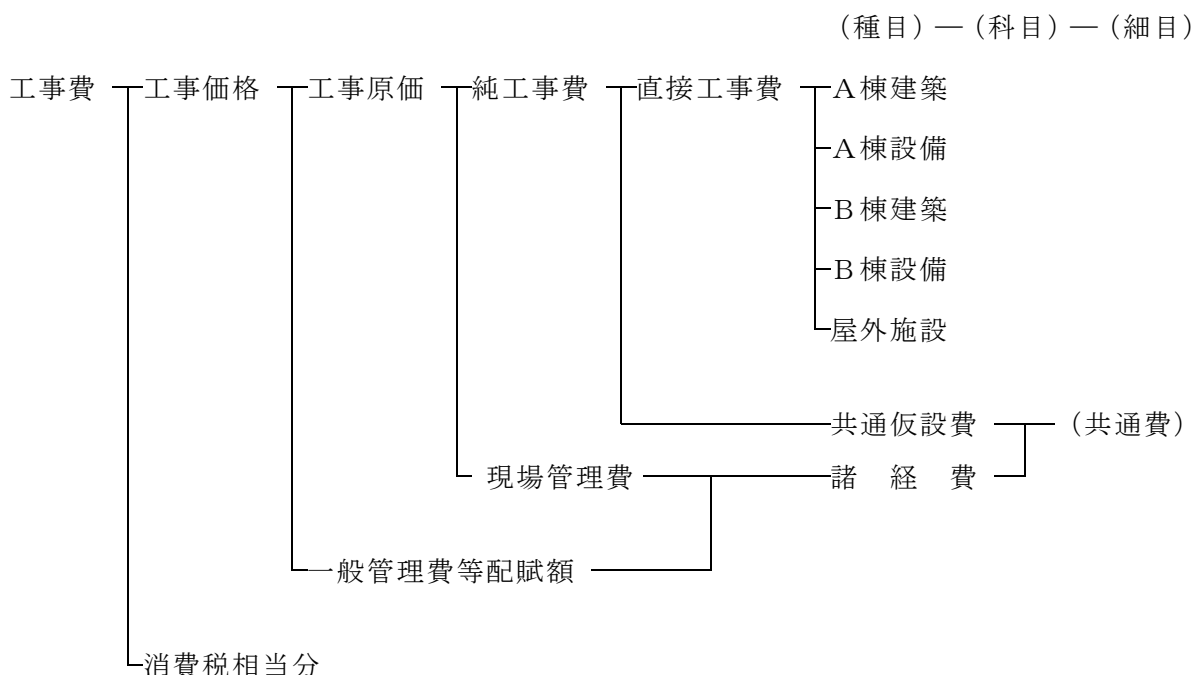 （種目）―（科目）―（細目）
工事費 工事価格 工事原価 純工事費 直接工事費 Ａ棟建築
Ａ棟設備
Ｂ棟建築
Ｂ棟設備
屋外施設
共通仮設費 （共通費）
現場管理費 諸　経　費
一般管理費等配賦額
消費税相当分